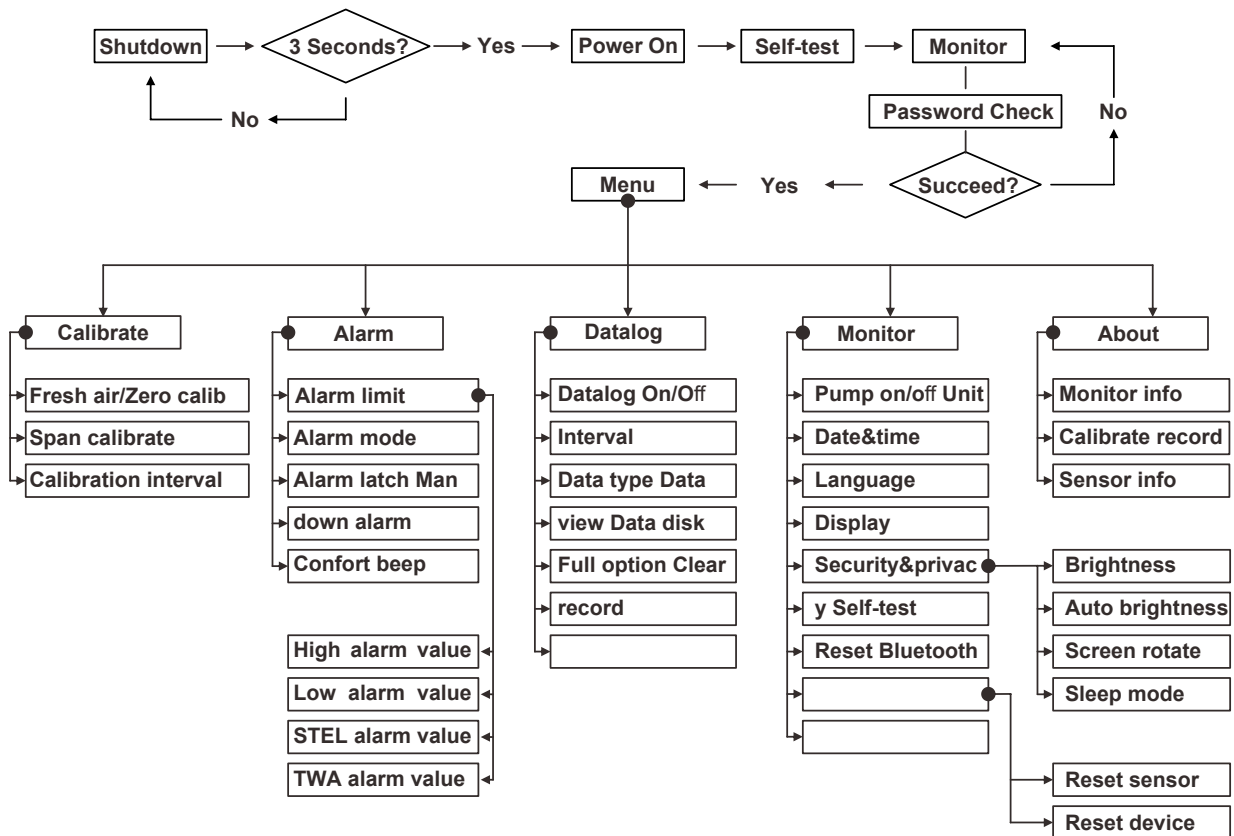 Shutdown
3 Seconds?
Yes
Power On
Self-test
Monitor
No
Password Check
No
Menu
Yes
Succeed?
Calibrate
Fresh air/Zero calib
Span calibrate
Calibration interval
Alarm
Alarm limit
Alarm mode
Alarm latch Man
down alarm
Confort beep
High alarm value
Low alarm value
STEL alarm value
TWA alarm value
Datalog
Datalog On/Off
Interval
Data type Data
view Data disk
Full option Clear
record
Monitor
Pump on/off Unit
Date&time
Language
Display
Security&privac
y Self-test
Reset Bluetooth
About
Monitor info
Calibrate record
Sensor info
Brightness
Auto brightness
Screen rotate
Sleep mode
Reset sensor
Reset device